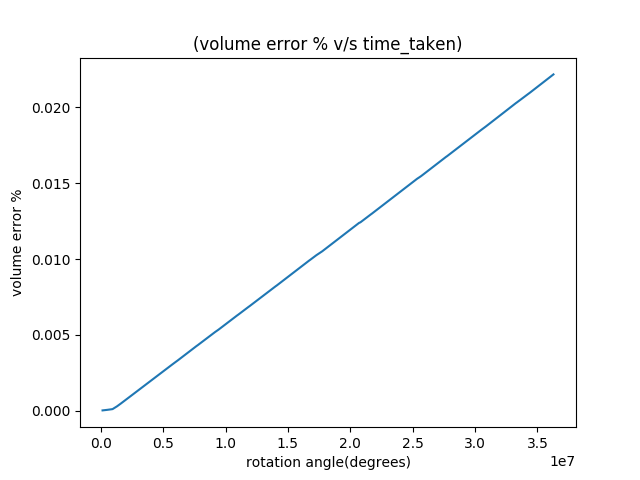 (volume error % v/s time_taken)
volume error %
0.020
0.015
0.010
0.005
0.000
0.0 0.5 1.0 1.5 2.0 2.5 3.0 3.5
1e7
rotation angle(degrees)